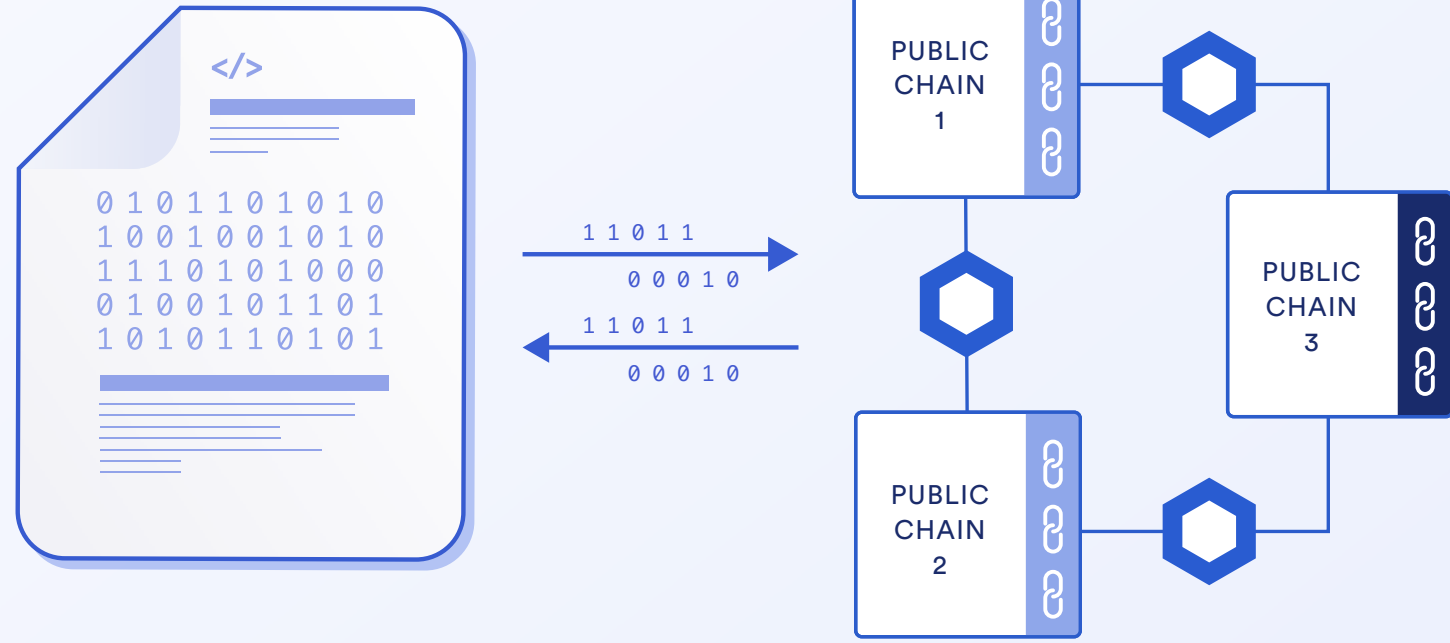 </>
0 1 0 1 1 0 1 0 1 0
1 0 0 1 0 0 1 0 1 0
1 1 1 0 1 0 1 0 0 0
0 1 0 0 1 0 1 1 0 1
1 0 1 0 1 1 0 1 0 1
1 1 0 1 1
0 0 0 1 0
1 1 0 1 1
0 0 0 1 0
PUBLIC
CHAIN
1
PUBLIC
CHAIN
3
PUBLIC
CHAIN
2